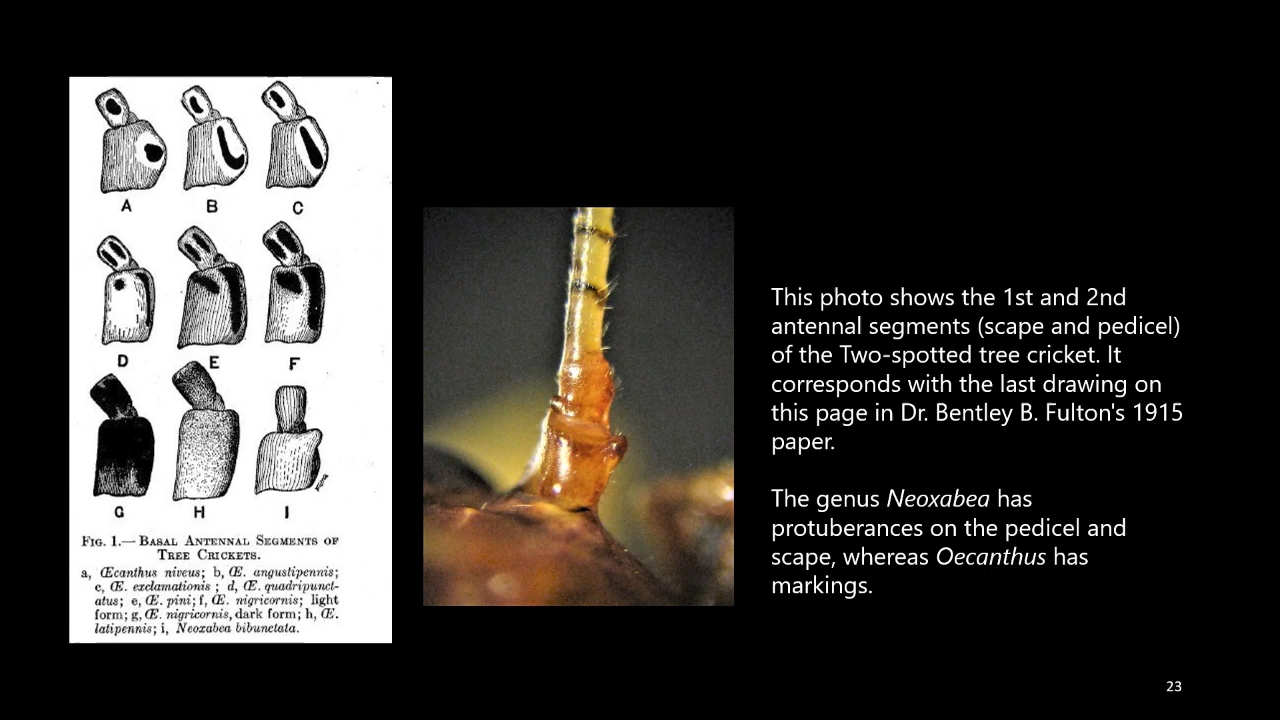 A
B
C
D
E
F
G
H
I
Fig. 1.— Basal Antennal Segments of
Tree Crickets.
a, Œcanthus niveus; b, Œ. angustipennis;
c, Œ. exclamationis ; d, Œ. quadripunct-
atus; e, Œ. pini; f, Œ. nigricornis; light
form; g, Œ. nigricornis, dark form; h, Œ.
latipennis; i, Neoxabea bibunctata.
This photo shows the 1st and 2nd
antennal segments (scape and pedicel)
of the Two-spotted tree cricket. It
corresponds with the last drawing on
this page in Dr. Bentley B. Fulton's 1915
paper.
The genus Neoxabea has
protuberances on the pedicel and
scape, whereas Oecanthus has
markings.
23